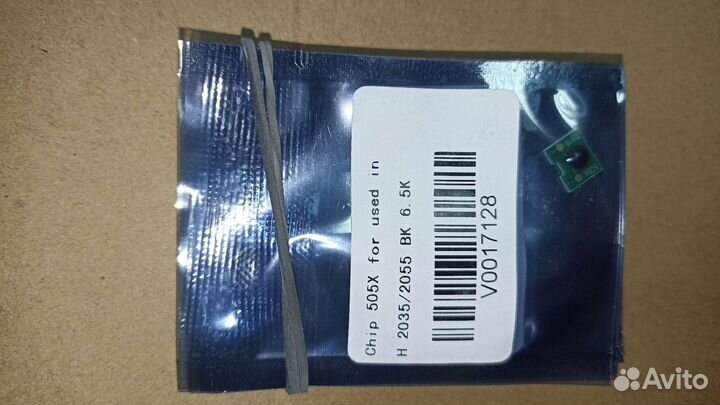 Chip 505X for used in
H 2035/2055 BK 6.5K
V0017128
Avito